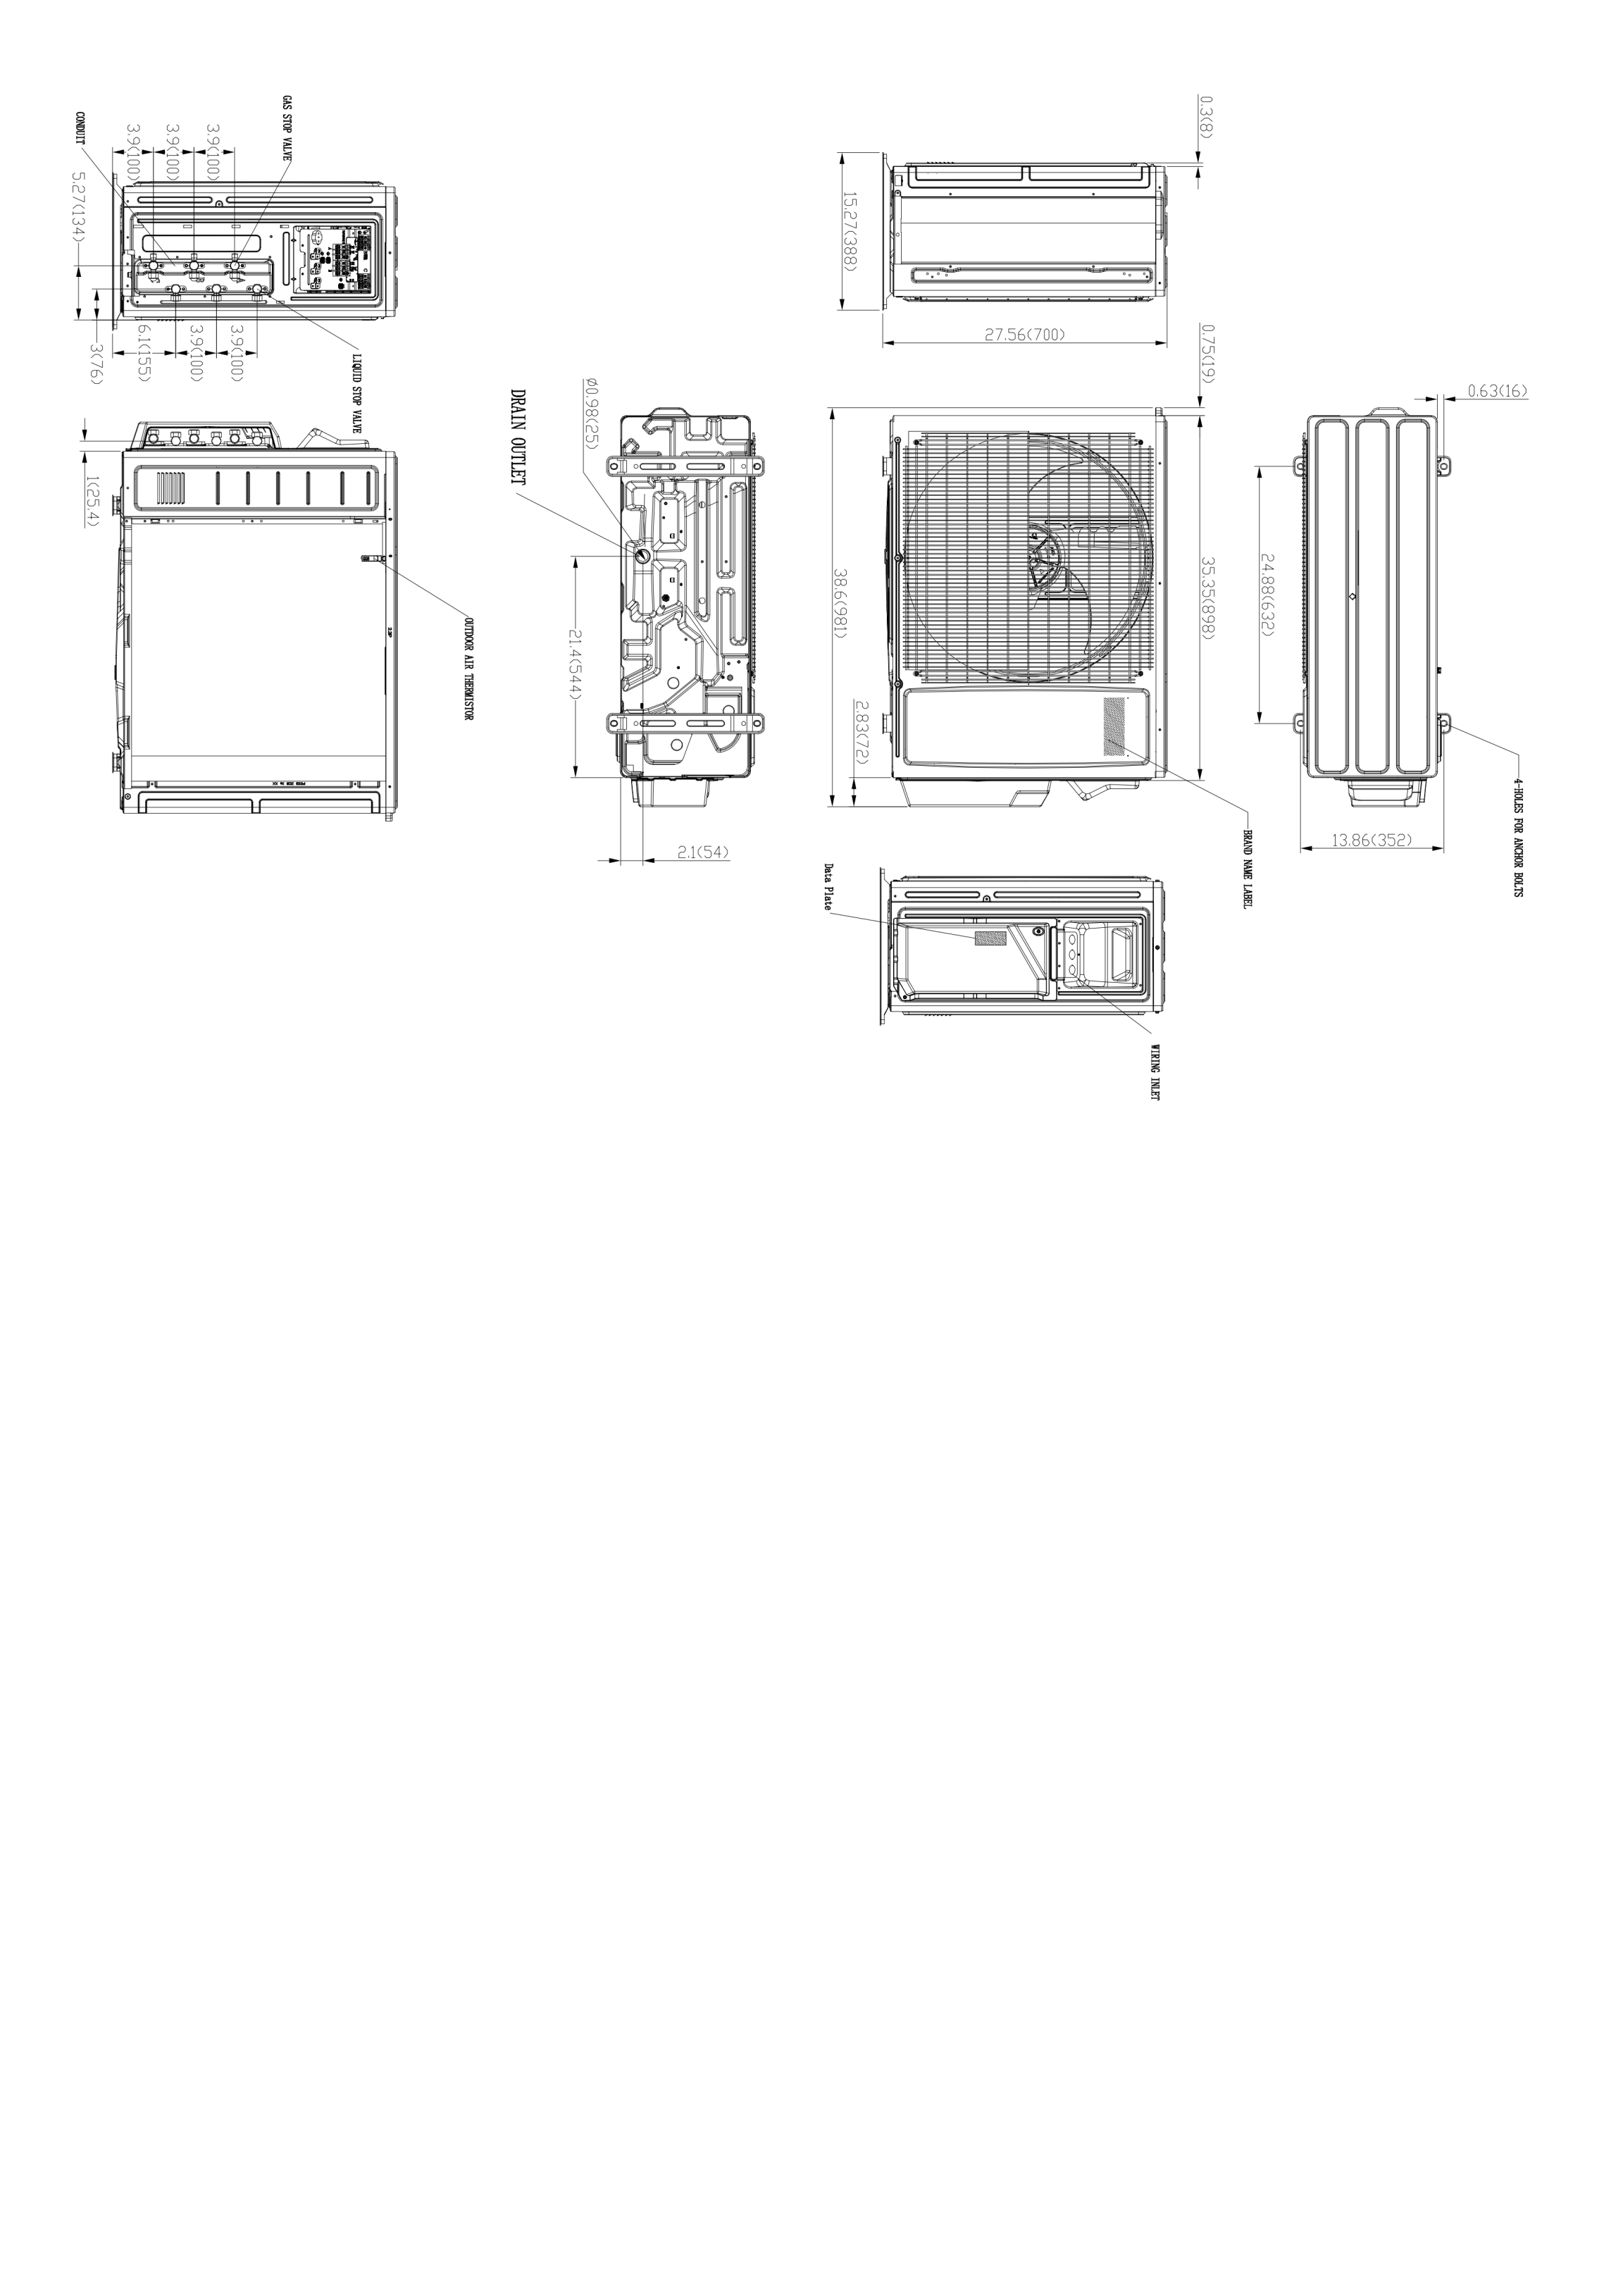 0.63(16)
4-HOLES FOR ANCHOR BOLTS
24.88(632)
13.86(352)
0.3(8)
15.27(388)
27.56(700)
0.75(19)
35.35(898)
38.6(981)
2.83(72)
BRAND NAME LABEL
Data Plate
WIRING INLET
Ø0.98(25)
DRAIN OUTLET
21.4(544)
2.1(54)
GAS STOP VALVE
CONDUIT
3.9(100)
3.9(100)
3.9(100)
5.27(134)
3(76)
6.1(155)
3.9(100)
3.9(100)
LIQUID STOP VALVE
1(25.4)
OUTDOOR AIR THERMISTOR